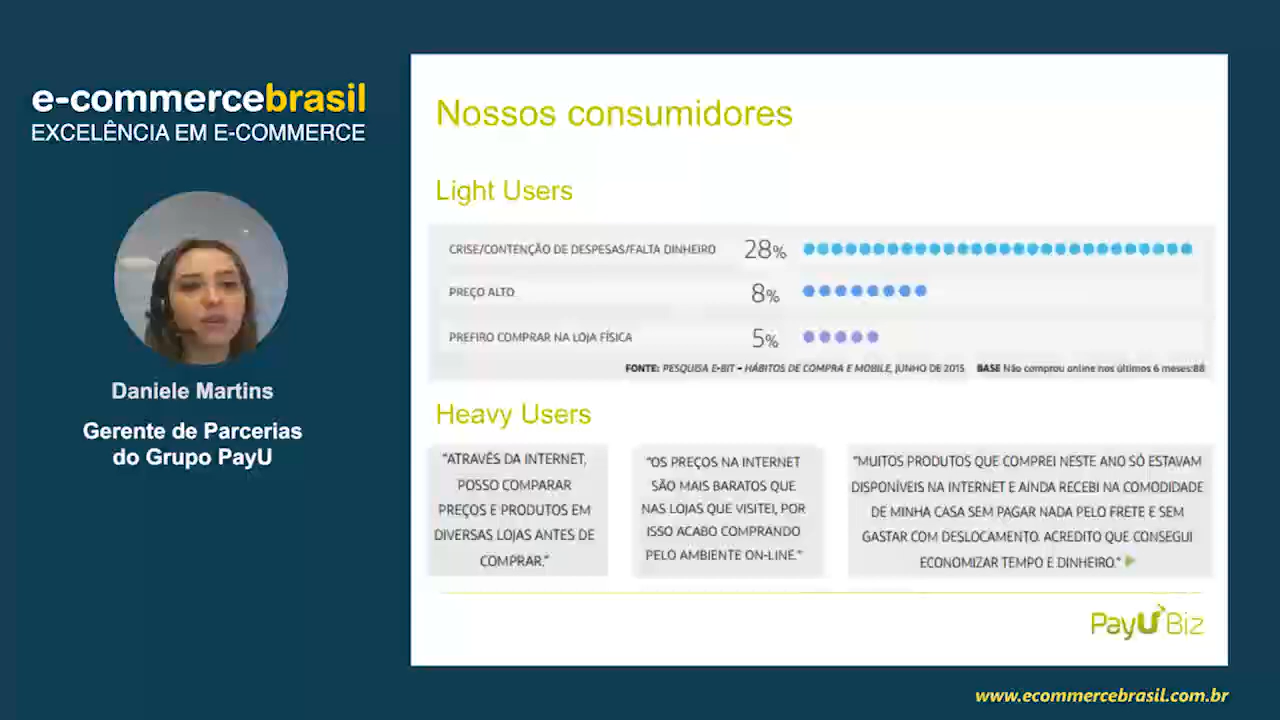 e-commercebrasil
EXCELÊNCIA EM E-COMMERCE
Daniele Martins
Gerente de Parcerias
do Grupo PayU
Nossos consumidores
Light Users
CRISE/CONTENÇÃO DE DESPESAS/FALTA DINHEIRO 28%
PREÇO ALTO 8%
PREFIRO COMPRAR NA LOJA FÍSICA 5%
FONTE: PESQUISA E-BIT – HÁBITOS DE COMPRA E MOBILE, JUNHO DE 2015 BASE Não comprou online nos últimos 6 meses:88
Heavy Users
“ATRAVÉS DA INTERNET,
POSSO COMPARAR
PREÇOS E PRODUTOS EM
DIVERSAS LOJAS ANTES DE
COMPRAR.”
“OS PREÇOS NA INTERNET
SÃO MAIS BARATOS QUE
NAS LOJAS QUE VISITEI, POR
ISSO ACABO COMPRANDO
PELO AMBIENTE ON-LINE.”
“MUITOS PRODUTOS QUE COMPREI NESTE ANO SÓ ESTAVAM
DISPONÍVEIS NA INTERNET E AINDA RECEBI NA COMODIDADE
DE MINHA CASA SEM PAGAR NADA PELO FRETE E SEM
GASTAR COM DESLOCAMENTO. ACREDITO QUE CONSEGUI
ECONOMIZAR TEMPO E DINHEIRO.”
PayU Biz
www.ecommercebrasil.com.br